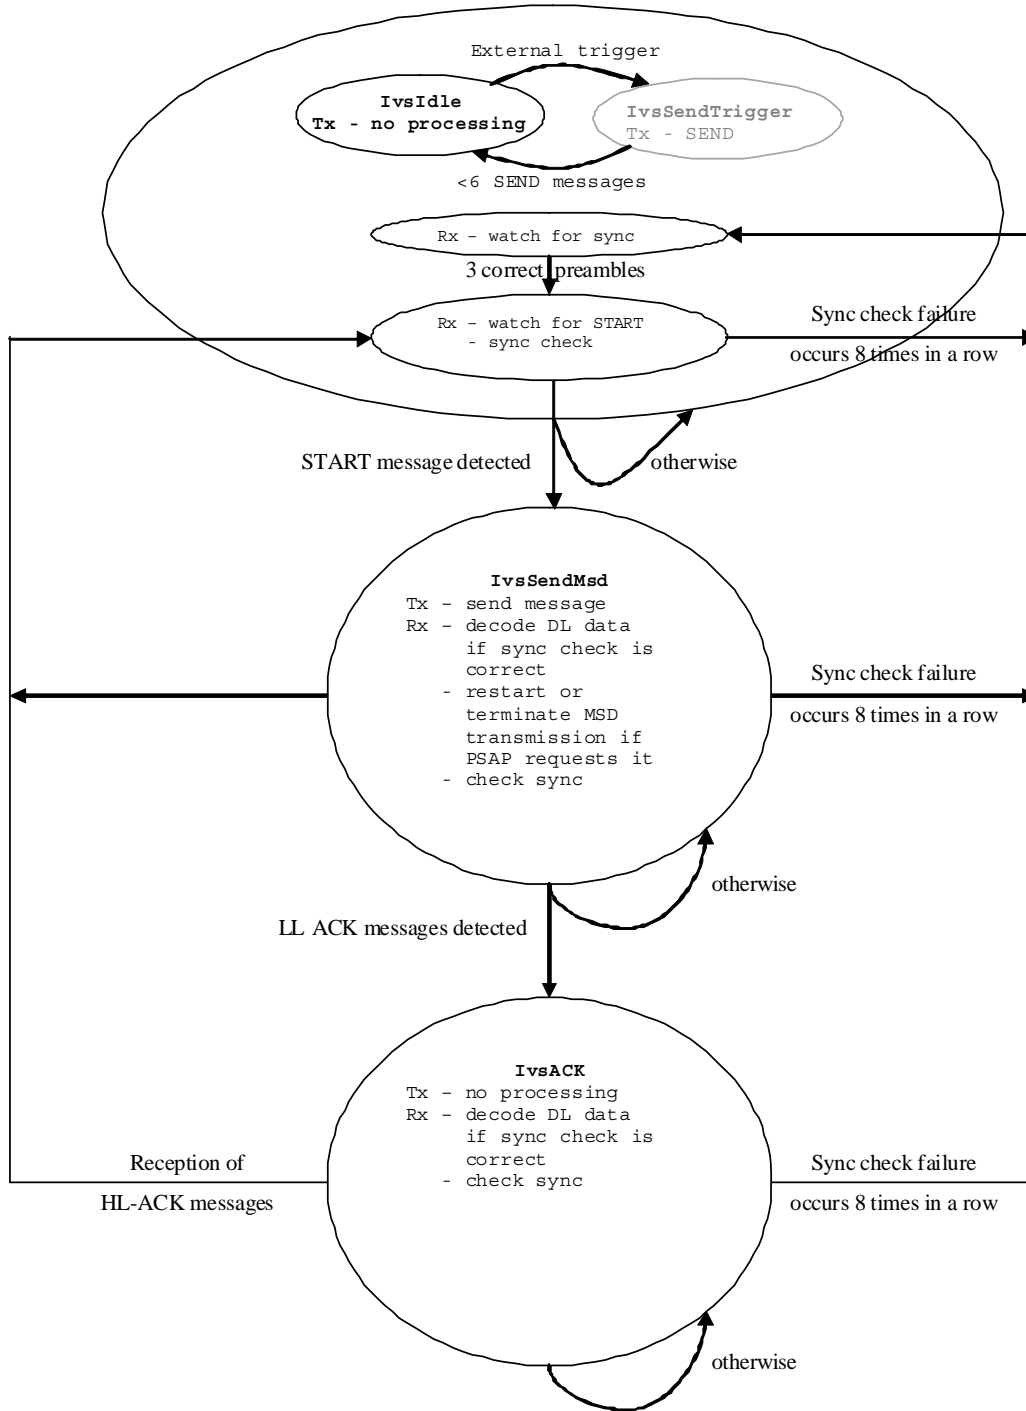 External trigger
IvsIdle
Tx - no processing
IvsSendTrigger
Tx - SEND
<6 SEND messages
Rx - watch for sync
3 correct preambles
Rx - watch for START
- sync check
Sync check failure
occurs 8 times in a row
START message detected
otherwise
IvsSendMsd
Tx - send message
Rx - decode DL data
if sync check is
correct
- restart or
terminate MSD
transmission if
PSAP requests it
- check sync
Sync check failure
occurs 8 times in a row
otherwise
LL ACK messages detected
IvsACK
Tx - no processing
Rx - decode DL data
if sync check is
correct
- check sync
Reception of
HL-ACK messages
Sync check failure
occurs 8 times in a row
otherwise